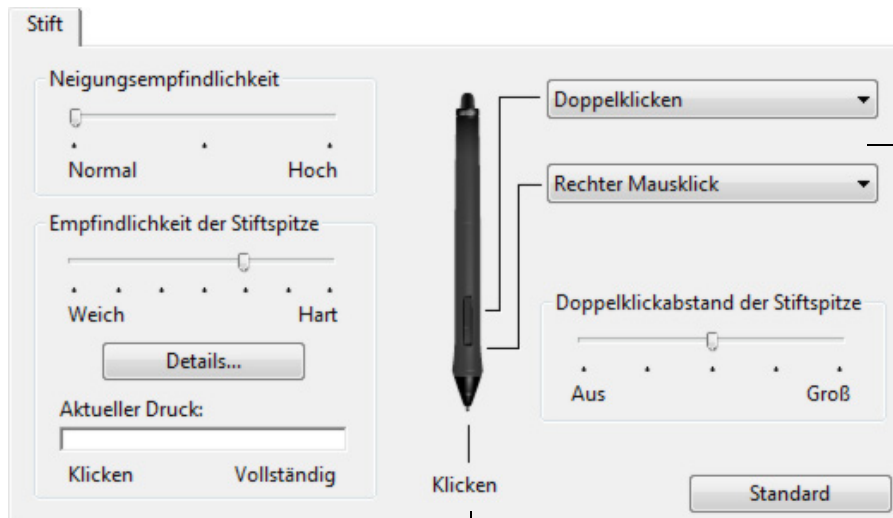 Stift
Neigungsempfindlichkeit
Normal Hoch
Empfindlichkeit der Stiftspitze
Weich Hart
Details...
Aktueller Druck:
Klicken Vollständig
Doppelklicken
Rechter Mausklick
Doppelklickabstand der Stiftspitze
Aus Groß
Klicken
Standard